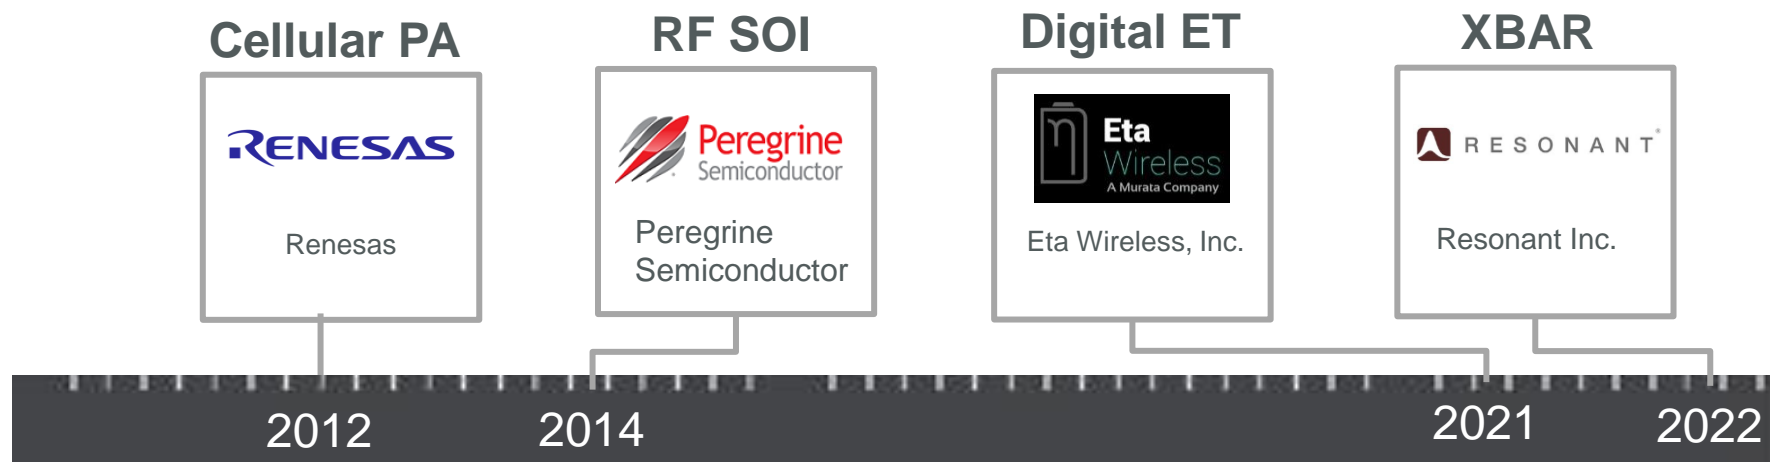 Cellular PA
RENESAS
Renesas
RF SOI
Peregrine
Semiconductor
Peregrine
Semiconductor
Digital ET
η
Eta
Wireless
A Murata Company
Eta Wireless, Inc.
XBAR
RESONANT®
Resonant Inc.
2012
2014
2021
2022